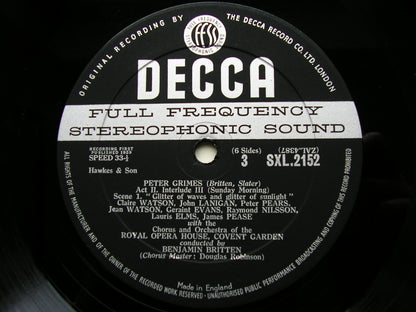 ORIGINAL RECORDING BY THE DECCA RECORD CO. LTD. LONDON
FULL FREQUENCY
ffss
STEREOPHONIC
DECCA
FULL FREQUENCY
STEREOPHONIC SOUND
RECORDING FIRST
PUBLISHED 1959
SPEED 33⅓
(6 Sides)
3
(ZAL.4387)
SXL.2152
Hawkes & Son
PETER GRIMES (Britten, Slater)
Act II, Interlude III (Sunday Morning)
Scene 1. "Glitter of waves and glitter of sunlight"
Claire WATSON, John LANIGAN, Peter PEARS,
Jean WATSON, Geraint EVANS, Raymond NILSSON,
Lauris ELMS, James PEASE
with the
Chorus and Orchestra of the
ROYAL OPERA HOUSE, COVENT GARDEN
conducted by
BENJAMIN BRITTEN
(Chorus Master: Douglas Robinson)
Made in England
ALL RIGHTS OF THE MANUFACTURER AND OF THE OWNER OF THE RECORDED WORK RESERVED · UNAUTHORISED PUBLIC PERFORMANCE, BROADCASTING AND COPYING OF THIS RECORD PROHIBITED